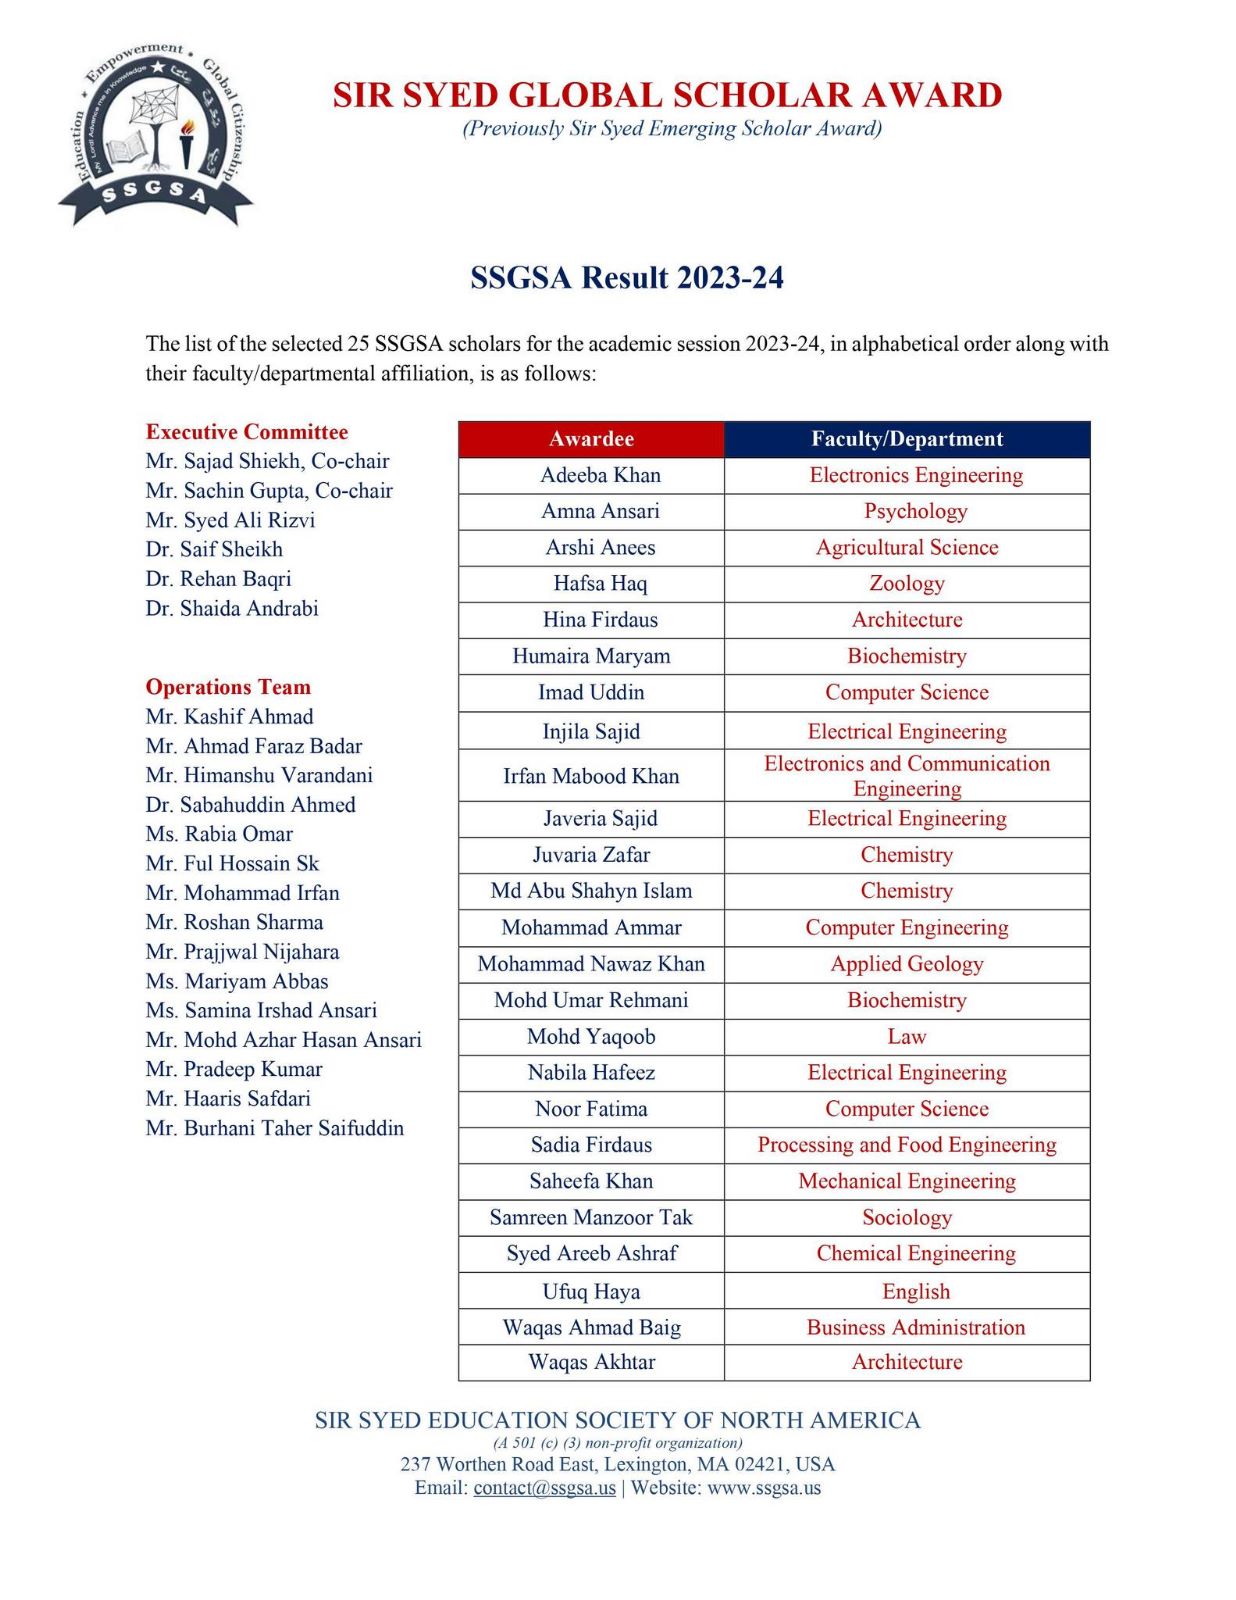 Education • Empowerment • Global Citizenship
My Lord! Advance me in Knowledge
SSGSA
SIR SYED GLOBAL SCHOLAR AWARD
(Previously Sir Syed Emerging Scholar Award)
SSGSA Result 2023-24
The list of the selected 25 SSGSA scholars for the academic session 2023-24, in alphabetical order along with
their faculty/departmental affiliation, is as follows:
Executive Committee
Mr. Sajad Shiekh, Co-chair
Mr. Sachin Gupta, Co-chair
Mr. Syed Ali Rizvi
Dr. Saif Sheikh
Dr. Rehan Baqri
Dr. Shaida Andrabi
Operations Team
Mr. Kashif Ahmad
Mr. Ahmad Faraz Badar
Mr. Himanshu Varandani
Dr. Sabahuddin Ahmed
Ms. Rabia Omar
Mr. Ful Hossain Sk
Mr. Mohammad Irfan
Mr. Roshan Sharma
Mr. Prajjwal Nijahara
Ms. Mariyam Abbas
Ms. Samina Irshad Ansari
Mr. Mohd Azhar Hasan Ansari
Mr. Pradeep Kumar
Mr. Haaris Safdari
Mr. Burhani Taher Saifuddin
Awardee Faculty/Department
Adeeba Khan Electronics Engineering
Amna Ansari Psychology
Arshi Anees Agricultural Science
Hafsa Haq Zoology
Hina Firdaus Architecture
Humaira Maryam Biochemistry
Imad Uddin Computer Science
Injila Sajid Electrical Engineering
Irfan Mabood Khan Electronics and Communication
Engineering
Javeria Sajid Electrical Engineering
Juvaria Zafar Chemistry
Md Abu Shahyn Islam Chemistry
Mohammad Ammar Computer Engineering
Mohammad Nawaz Khan Applied Geology
Mohd Umar Rehmani Biochemistry
Mohd Yaqoob Law
Nabila Hafeez Electrical Engineering
Noor Fatima Computer Science
Sadia Firdaus Processing and Food Engineering
Saheefa Khan Mechanical Engineering
Samreen Manzoor Tak Sociology
Syed Areeb Ashraf Chemical Engineering
Ufuq Haya English
Waqas Ahmad Baig Business Administration
Waqas Akhtar Architecture
SIR SYED EDUCATION SOCIETY OF NORTH AMERICA
(A 501 (c) (3) non-profit organization)
237 Worthen Road East, Lexington, MA 02421, USA
Email: contact@ssgsa.us | Website: www.ssgsa.us